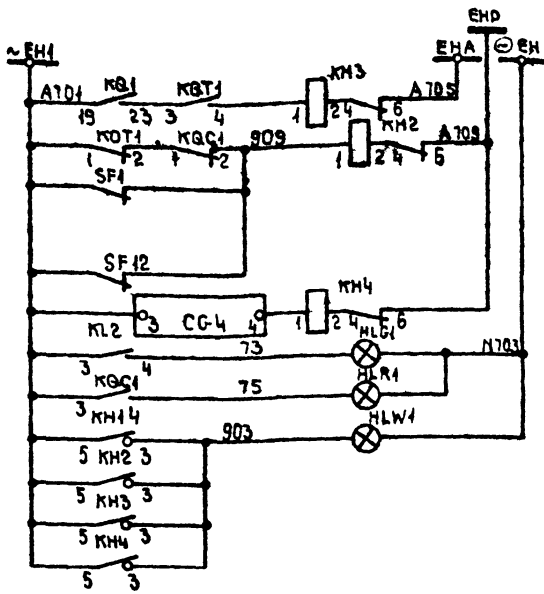 EHP
~EH1
EHA
⊝ EH
A701 KQ1 KQT1 KH3 A705
19 23 3 4 1 2 4 6
KQT1 KQC1 909 KH2 A709
1 2 1 2 1 2 4 6
SF1
SF12
KH4
3 CG-4 4 1 2 4 6
KL2 73 HLG1 N703
3 4
KQC1 75 HLR1
3 4
KH1 903 HLW1
5 3
KH2
5 3
KH3
5 3
KH4
5 3